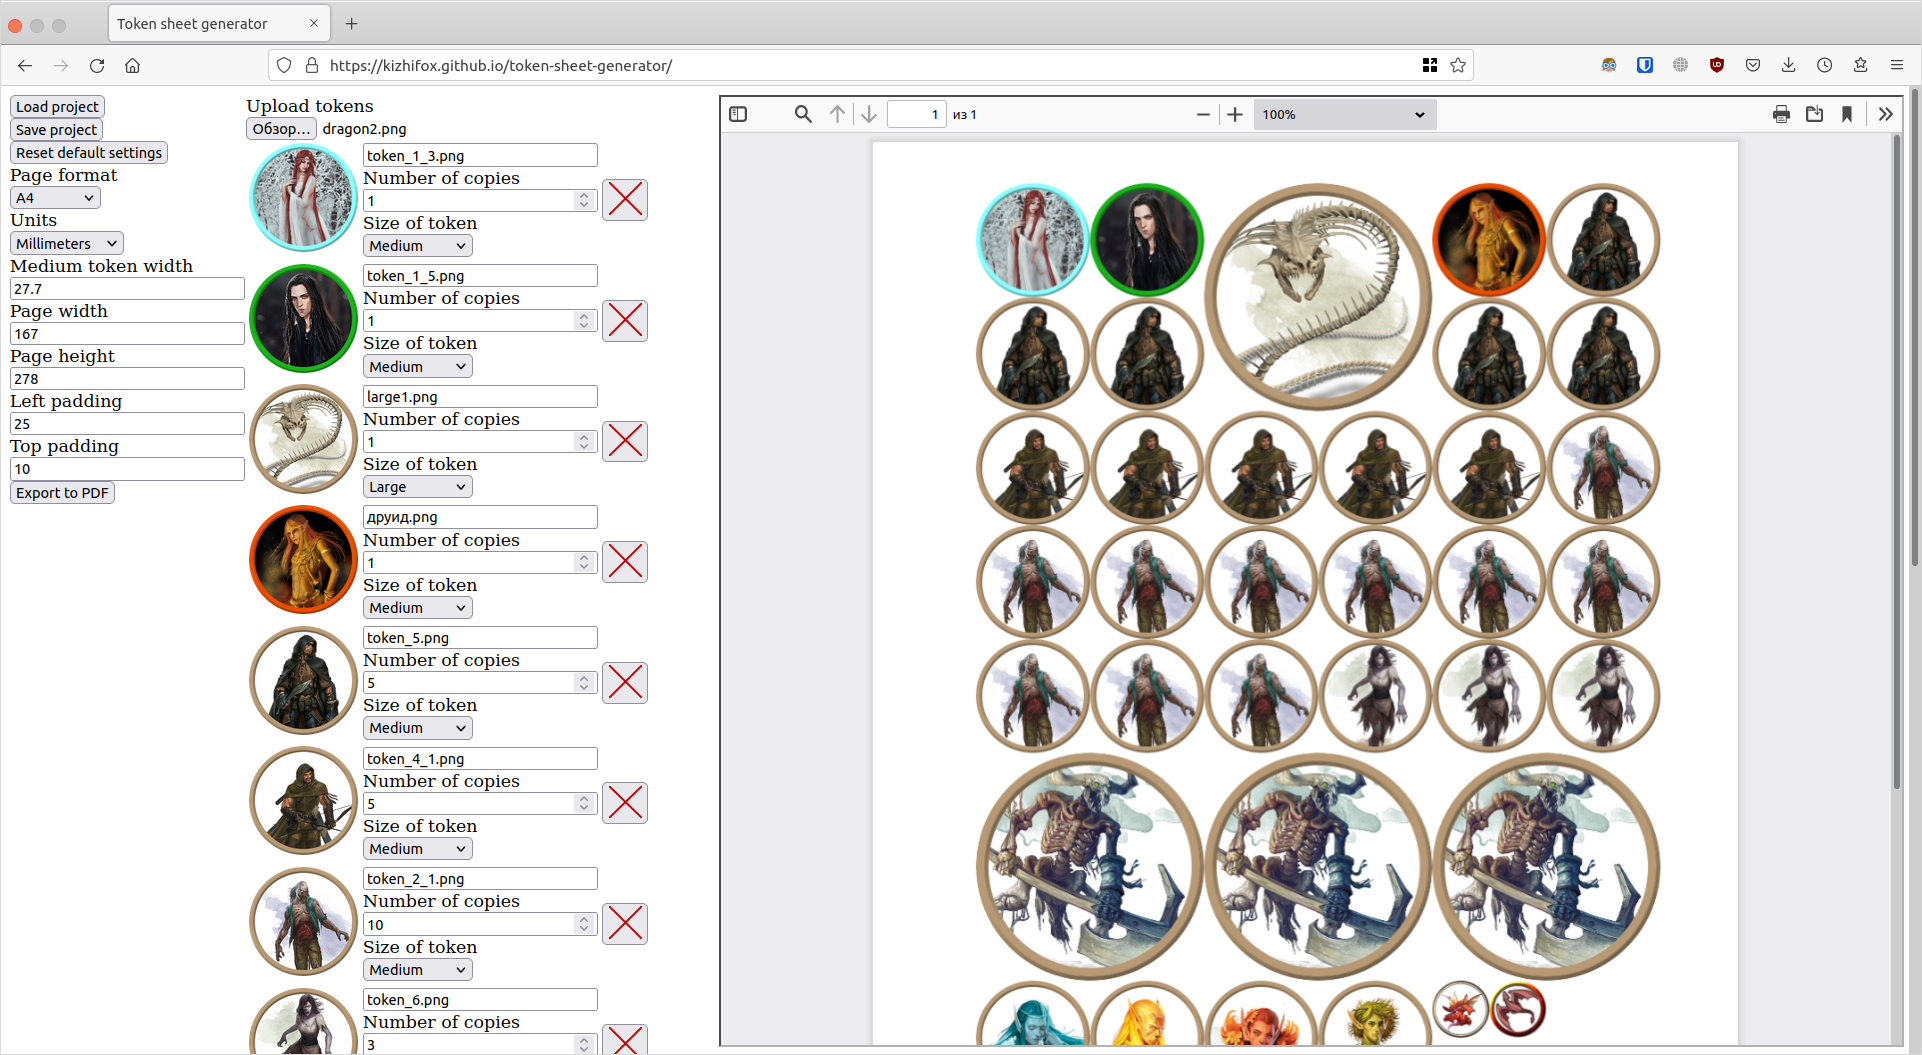 Token sheet generator
https://kizhifox.github.io/token-sheet-generator/
Load project
Save project
Reset default settings
Page format
A4
Units
Millimeters
Medium token width
27.7
Page width
167
Page height
278
Left padding
25
Top padding
10
Export to PDF
Upload tokens
Обзор... dragon2.png
token_1_3.png
Number of copies
1
Size of token
Medium
token_1_5.png
Number of copies
1
Size of token
Medium
large1.png
Number of copies
1
Size of token
Large
друид.png
Number of copies
1
Size of token
Medium
token_5.png
Number of copies
5
Size of token
Medium
token_4_1.png
Number of copies
5
Size of token
Medium
token_2_1.png
Number of copies
10
Size of token
Medium
token_6.png
Number of copies
3
1 из 1
100%